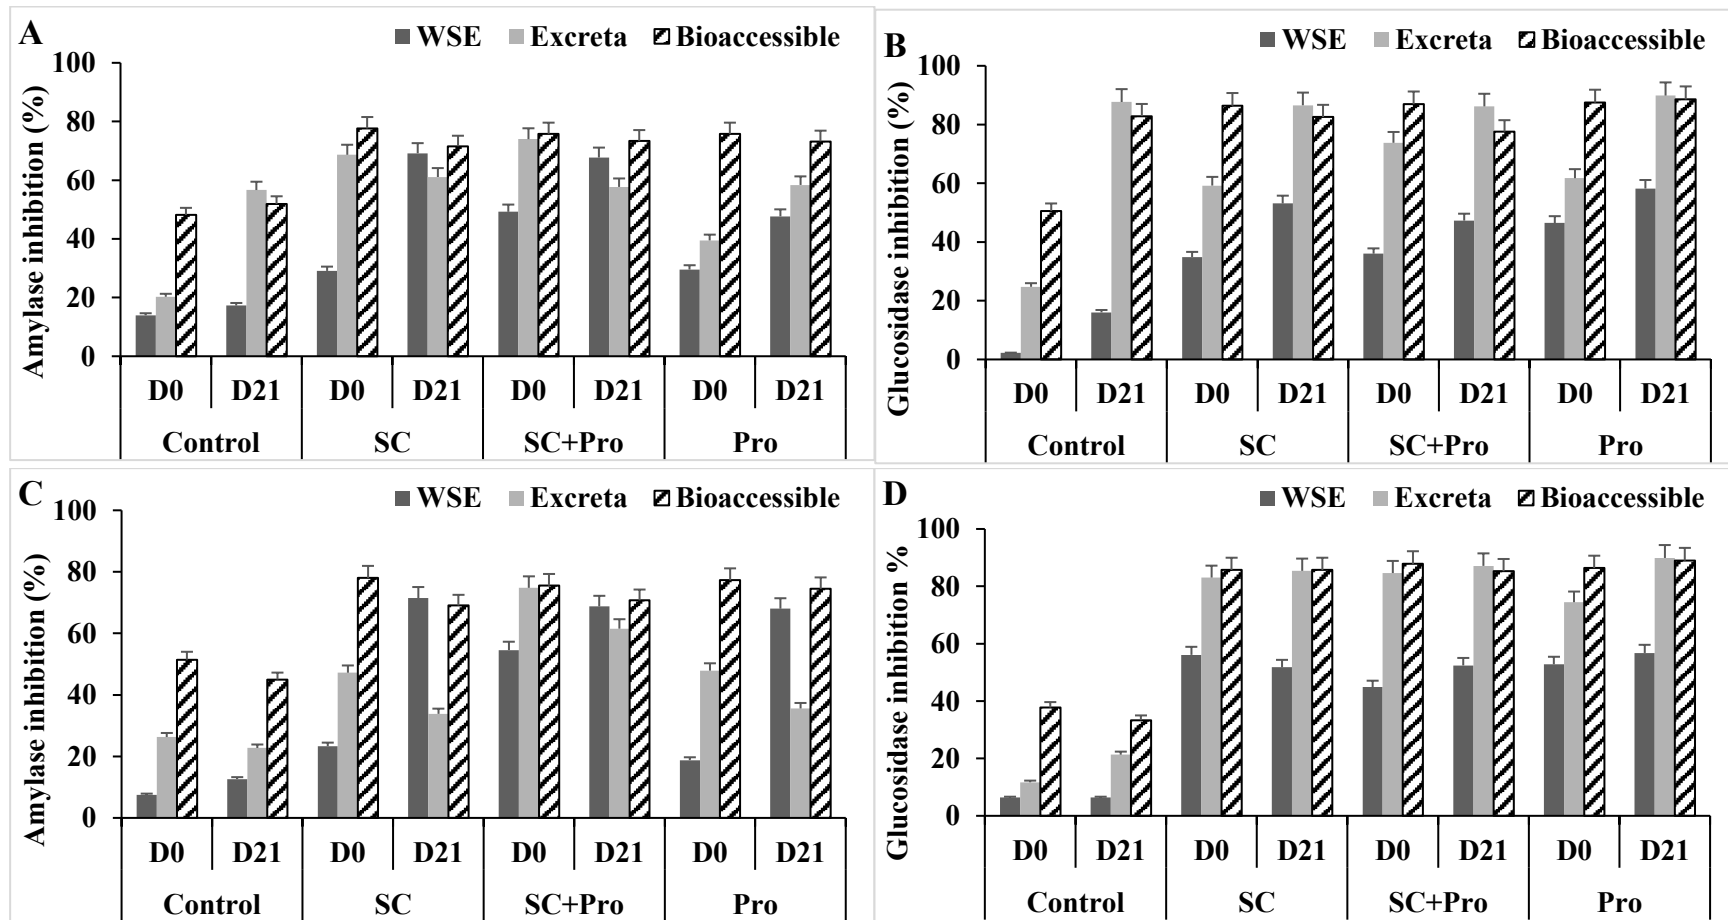 A
WSE Excreta Bioaccessible
Amylase inhibition (%)
100
80
60
40
20
0
D0 D21 D0 D21 D0 D21 D0 D21
Control SC SC+Pro Pro
B
WSE Excreta Bioaccessible
Glucosidase inhibition (%)
100
80
60
40
20
0
D0 D21 D0 D21 D0 D21 D0 D21
Control SC SC+Pro Pro
C
WSE Excreta Bioaccessible
Amylase inhibition (%)
100
80
60
40
20
0
D0 D21 D0 D21 D0 D21 D0 D21
Control SC SC+Pro Pro
D
WSE Excreta Bioaccessible
Glucosidase inhibition %
100
80
60
40
20
0
D0 D21 D0 D21 D0 D21 D0 D21
Control SC SC+Pro Pro